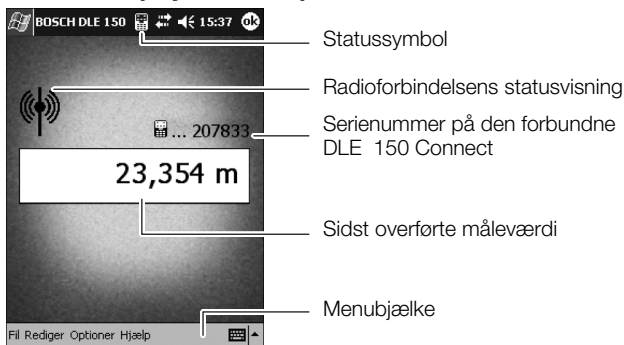 BOSCH DLE 150 15:37 ok
Statussymbol
Radioforbindelsens statusvisning
... 207833
Serienummer på den forbundne
DLE 150 Connect
23,354 m
Sidst overførte måleværdi
Menubjælke
Fil Rediger Optioner Hjælp